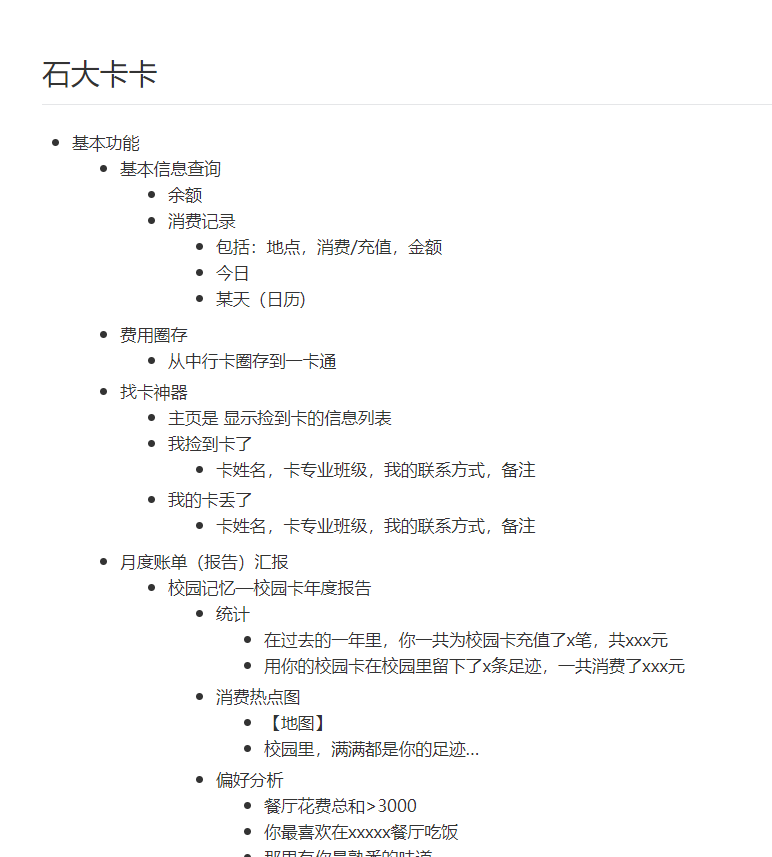 石大卡卡
基本功能
基本信息查询
余额
消费记录
包括：地点，消费/充值，金额
今日
某天（日历）
费用圈存
从中行卡圈存到一卡通
找卡神器
主页是 显示捡到卡的信息列表
我捡到卡了
卡姓名，卡专业班级，我的联系方式，备注
我的卡丢了
卡姓名，卡专业班级，我的联系方式，备注
月度账单（报告）汇报
校园记忆—校园卡年度报告
统计
在过去的一年里，你一共为校园卡充值了x笔，共xxx元
用你的校园卡在校园里留下了x条足迹，一共消费了xxx元
消费热点图
【地图】
校园里，满满都是你的足迹...
偏好分析
餐厅花费总和>3000
你最喜欢在xxxxx餐厅吃饭
那里有你最熟悉的味道